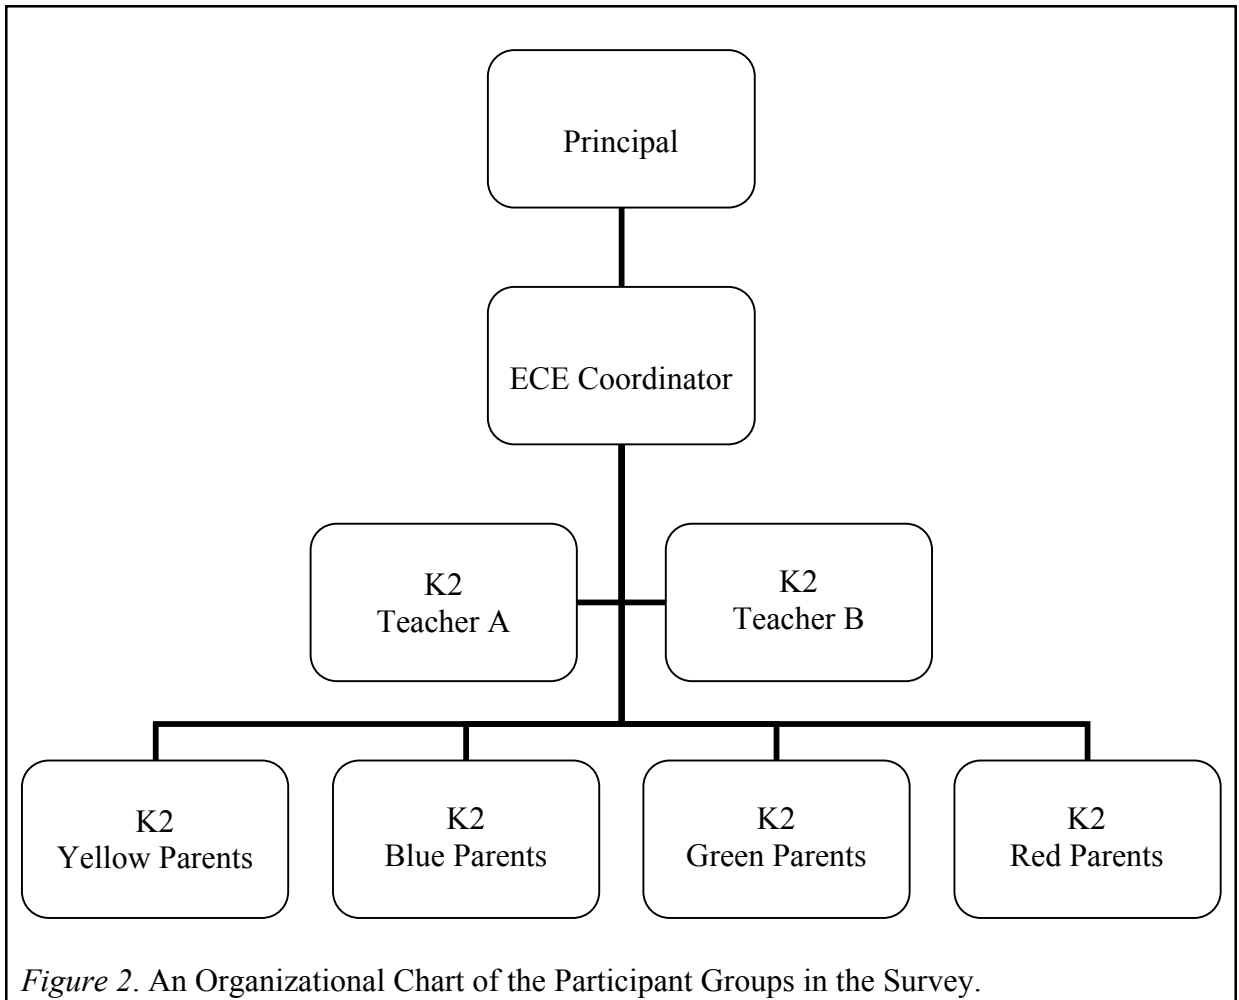 Principal
ECE Coordinator
K2
Teacher A
K2
Teacher B
K2
Yellow Parents
K2
Blue Parents
K2
Green Parents
K2
Red Parents
Figure 2. An Organizational Chart of the Participant Groups in the Survey.